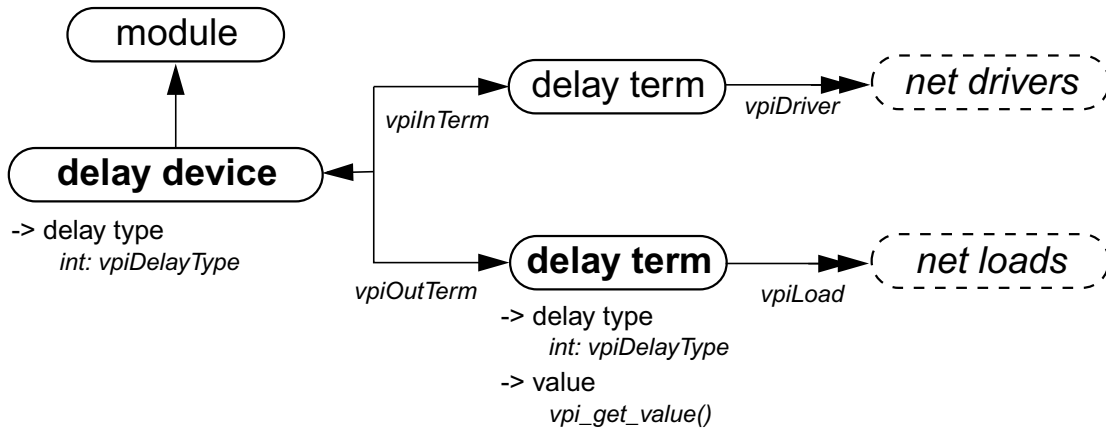 module
delay term
net drivers
vpiInTerm
vpiDriver
delay device
-> delay type
int: vpiDelayType
delay term
net loads
vpiOutTerm
vpiLoad
-> delay type
int: vpiDelayType
-> value
vpi_get_value()